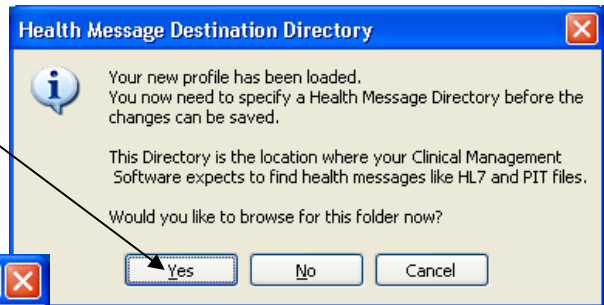 Health Message Destination Directory
Your new profile has been loaded.
You now need to specify a Health Message Directory before the
changes can be saved.
This Directory is the location where your Clinical Management
Software expects to find health messages like HL7 and PIT files.
Would you like to browse for this folder now?
Yes No Cancel